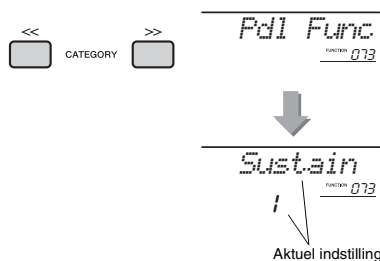 << >>
CATEGORY
Pdl Func
FUNCTION 073
Sustain
FUNCTION 073
1
Aktuel indstilling